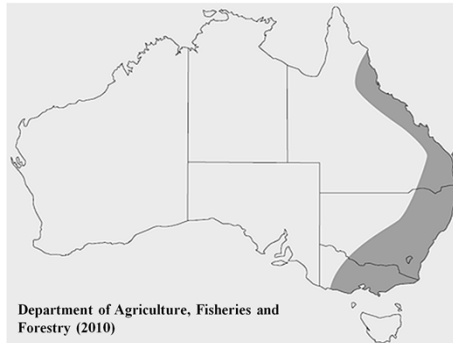 Department of Agriculture, Fisheries and
Forestry (2010)